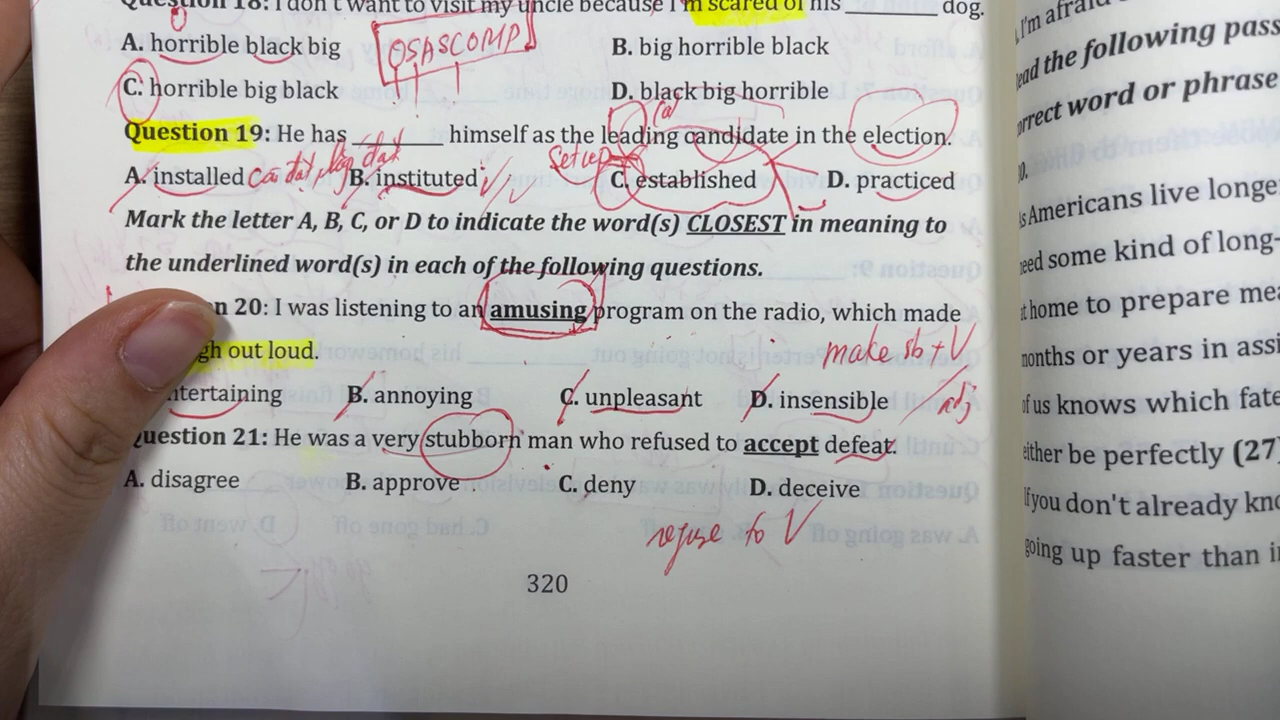 Question 18: I don't want to visit my uncle because I'm scared of his ________ dog.
A. horrible black big
OSASCOMP
B. big horrible black
C. horrible big black
D. black big horrible
Question 19: He has ________ himself as the leading candidate in the election.
Set up
A. installed
B. instituted
C. established
D. practiced
Mark the letter A, B, C, or D to indicate the word(s) CLOSEST in meaning to
the underlined word(s) in each of the following questions.
n 20: I was listening to an amusing program on the radio, which made
gh out loud.
make sb + V
ntertaining
B. annoying
C. unpleasant
D. insensible
adj
uestion 21: He was a very stubborn man who refused to accept defeat.
A. disagree
B. approve
C. deny
D. deceive
refuse to V
320
I'm afraid
ead the following pass
orrect word or phrase
0.
s Americans live longe
eed some kind of long-
t home to prepare mea
months or years in assi
of us knows which fate
either be perfectly (27)
If you don't already kno
going up faster than in